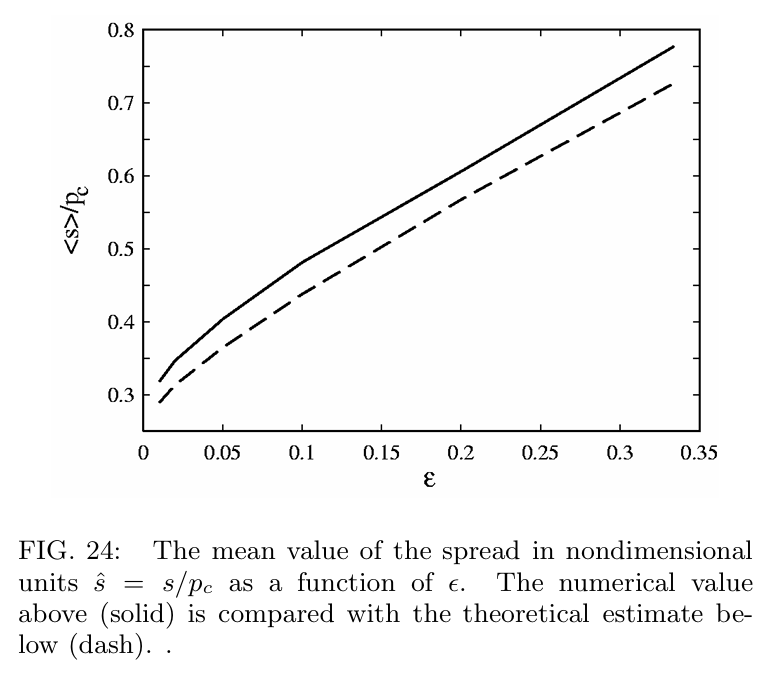 0.8
0.7
0.6
0.5
0.4
0.3
<s>/p_c
0 0.05 0.1 0.15 0.2 0.25 0.3 0.35
ε
FIG. 24: The mean value of the spread in nondimensional
units ŝ = s/p_c as a function of ϵ. The numerical value
above (solid) is compared with the theoretical estimate be-
low (dash). .